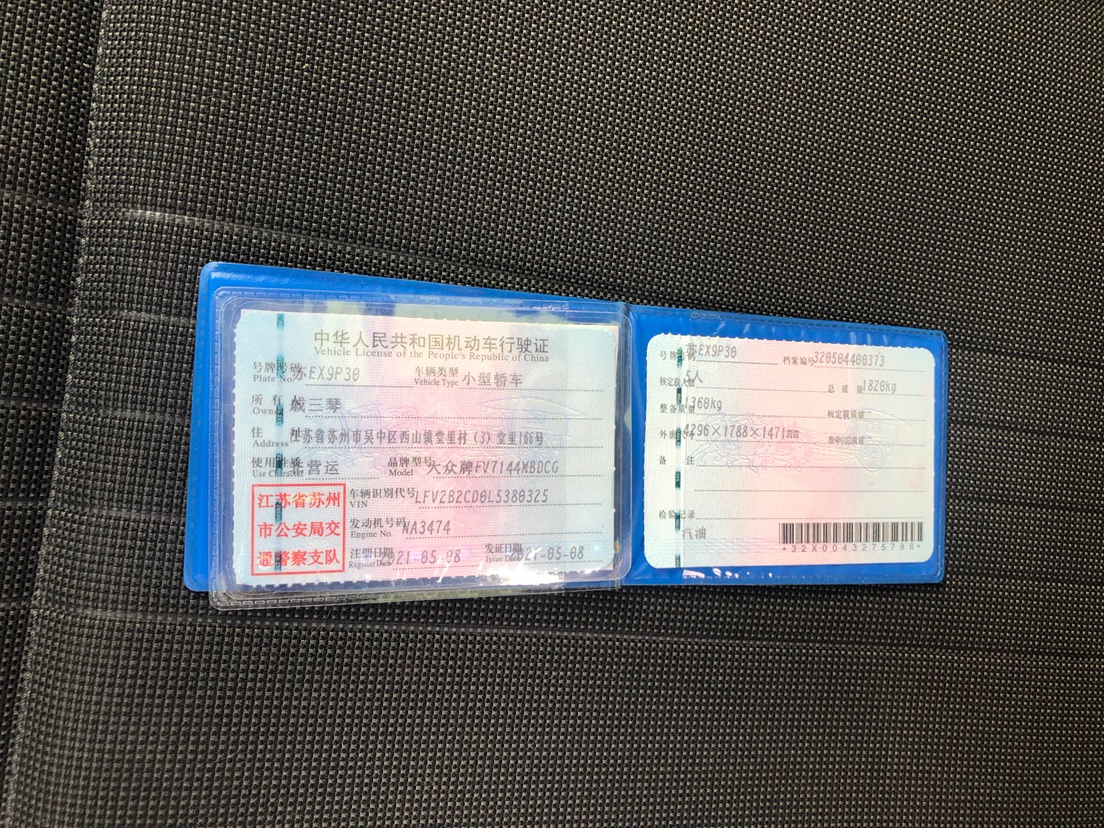 中华人民共和国机动车行驶证
Vehicle License of the People's Republic of China
号牌号码 苏EX9P30 车辆类型 小型轿车
Plate No. Vehicle Type
所有人 戚三琴
Owner
住址 江苏省苏州市吴中区西山镇堂里村（3）堂里166号
Address
使用性质 非营运 品牌型号 大众牌FV7144MBDCG
Use Character Model
江苏省苏州
市公安局交
通警察支队
车辆识别代号 LFV2B2CD0L5380325
VIN
发动机号码 NA3474
Engine No.
注册日期 2021-05-08 发证日期 2021-05-08
Register Date Issue Date
号牌号码 苏EX9P30 档案编号 320504400373
核定载人数 5人 总质量 1820kg
整备质量 1360kg 核定载质量 --
外廓尺寸 4296×1788×1471mm 准牵引总质量 --
备注
检验记录
汽油
*32X0043275788*